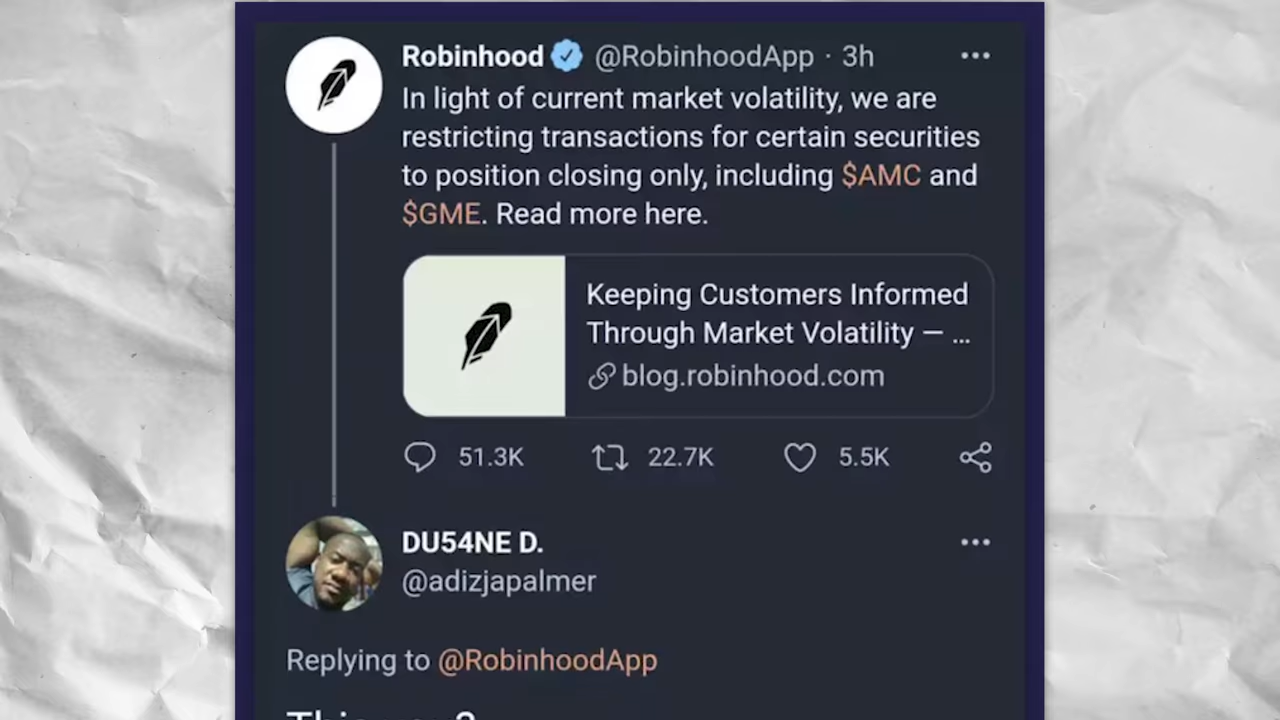 Robinhood @RobinhoodApp · 3h
In light of current market volatility, we are
restricting transactions for certain securities
to position closing only, including $AMC and
$GME. Read more here.
Keeping Customers Informed
Through Market Volatility — ...
blog.robinhood.com
51.3K 22.7K 5.5K
DU54NE D.
@adizjapalmer
Replying to @RobinhoodApp